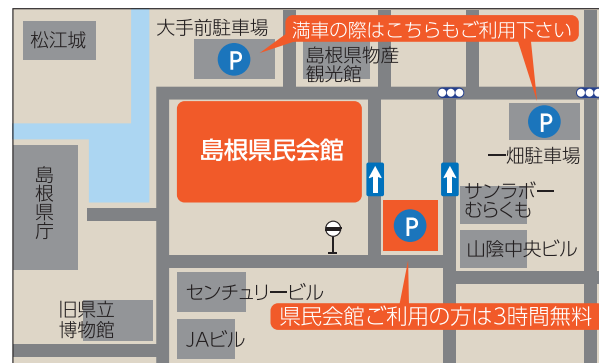 松江城
大手前駐車場
P
満車の際はこちらもご利用下さい
島根県物産
観光館
島根県民会館
P
一畑駐車場
島根県庁
サンラポー
むらくも
P
山陰中央ビル
センチュリービル
県民会館ご利用の方は3時間無料
旧県立
博物館
JAビル